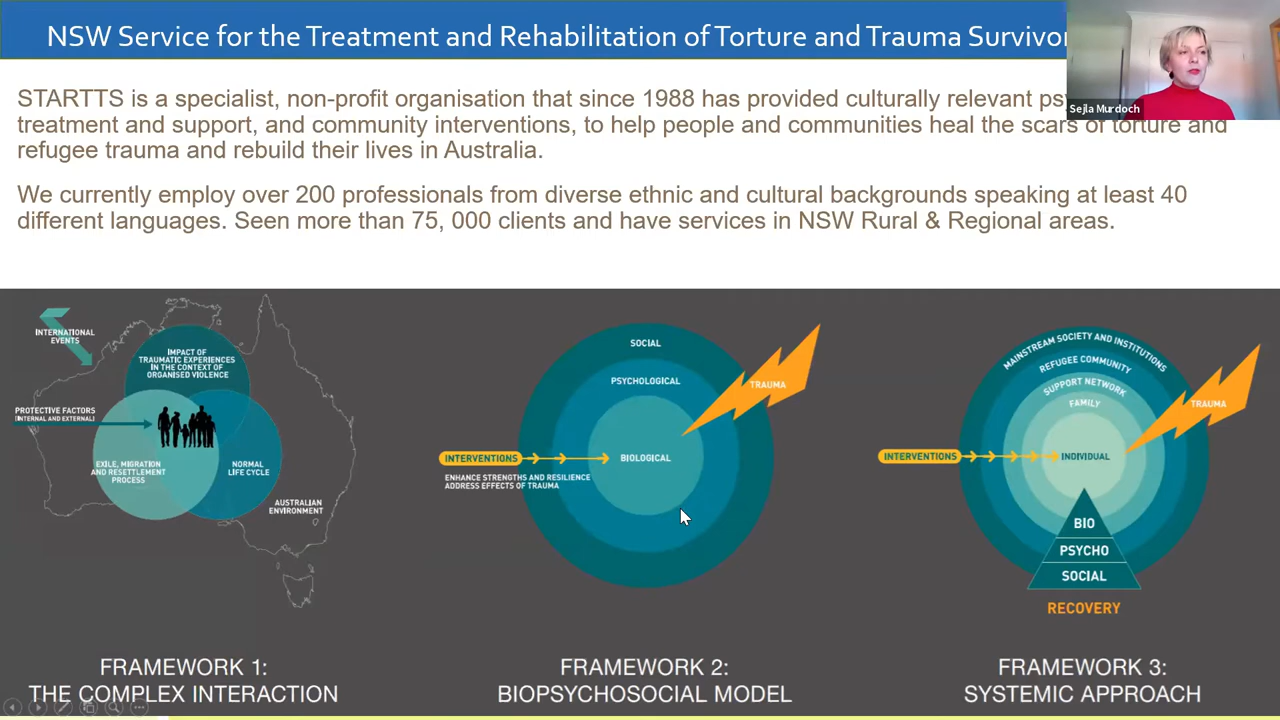 NSW Service for the Treatment and Rehabilitation of Torture and Trauma
Sejla Murdoch
STARTTS is a specialist, non-profit organisation that since 1988 has provided culturally relevant
treatment and support, and community interventions, to help people and communities heal the scars of torture and
refugee trauma and rebuild their lives in Australia.
We currently employ over 200 professionals from diverse ethnic and cultural backgrounds speaking at least 40
different languages. Seen more than 75, 000 clients and have services in NSW Rural & Regional areas.
INTERNATIONAL
EVENTS
IMPACT OF
TRAUMATIC EXPERIENCES
IN THE CONTEXT OF
ORGANISED VIOLENCE
PROTECTIVE FACTORS
(INTERNAL AND EXTERNAL)
EXILE, MIGRATION
AND RESETTLEMENT
PROCESS
NORMAL
LIFE CYCLE
AUSTRALIAN
ENVIRONMENT
FRAMEWORK 1:
THE COMPLEX INTERACTION
SOCIAL
PSYCHOLOGICAL
TRAUMA
INTERVENTIONS
BIOLOGICAL
ENHANCE STRENGTHS AND RESILIENCE
ADDRESS EFFECTS OF TRAUMA
FRAMEWORK 2:
BIOPSYCHOSOCIAL MODEL
MAINSTREAM SOCIETY AND INSTITUTIONS
REFUGEE COMMUNITY
SUPPORT NETWORK
FAMILY
TRAUMA
INTERVENTIONS
INDIVIDUAL
BIO
PSYCHO
SOCIAL
RECOVERY
FRAMEWORK 3:
SYSTEMIC APPROACH